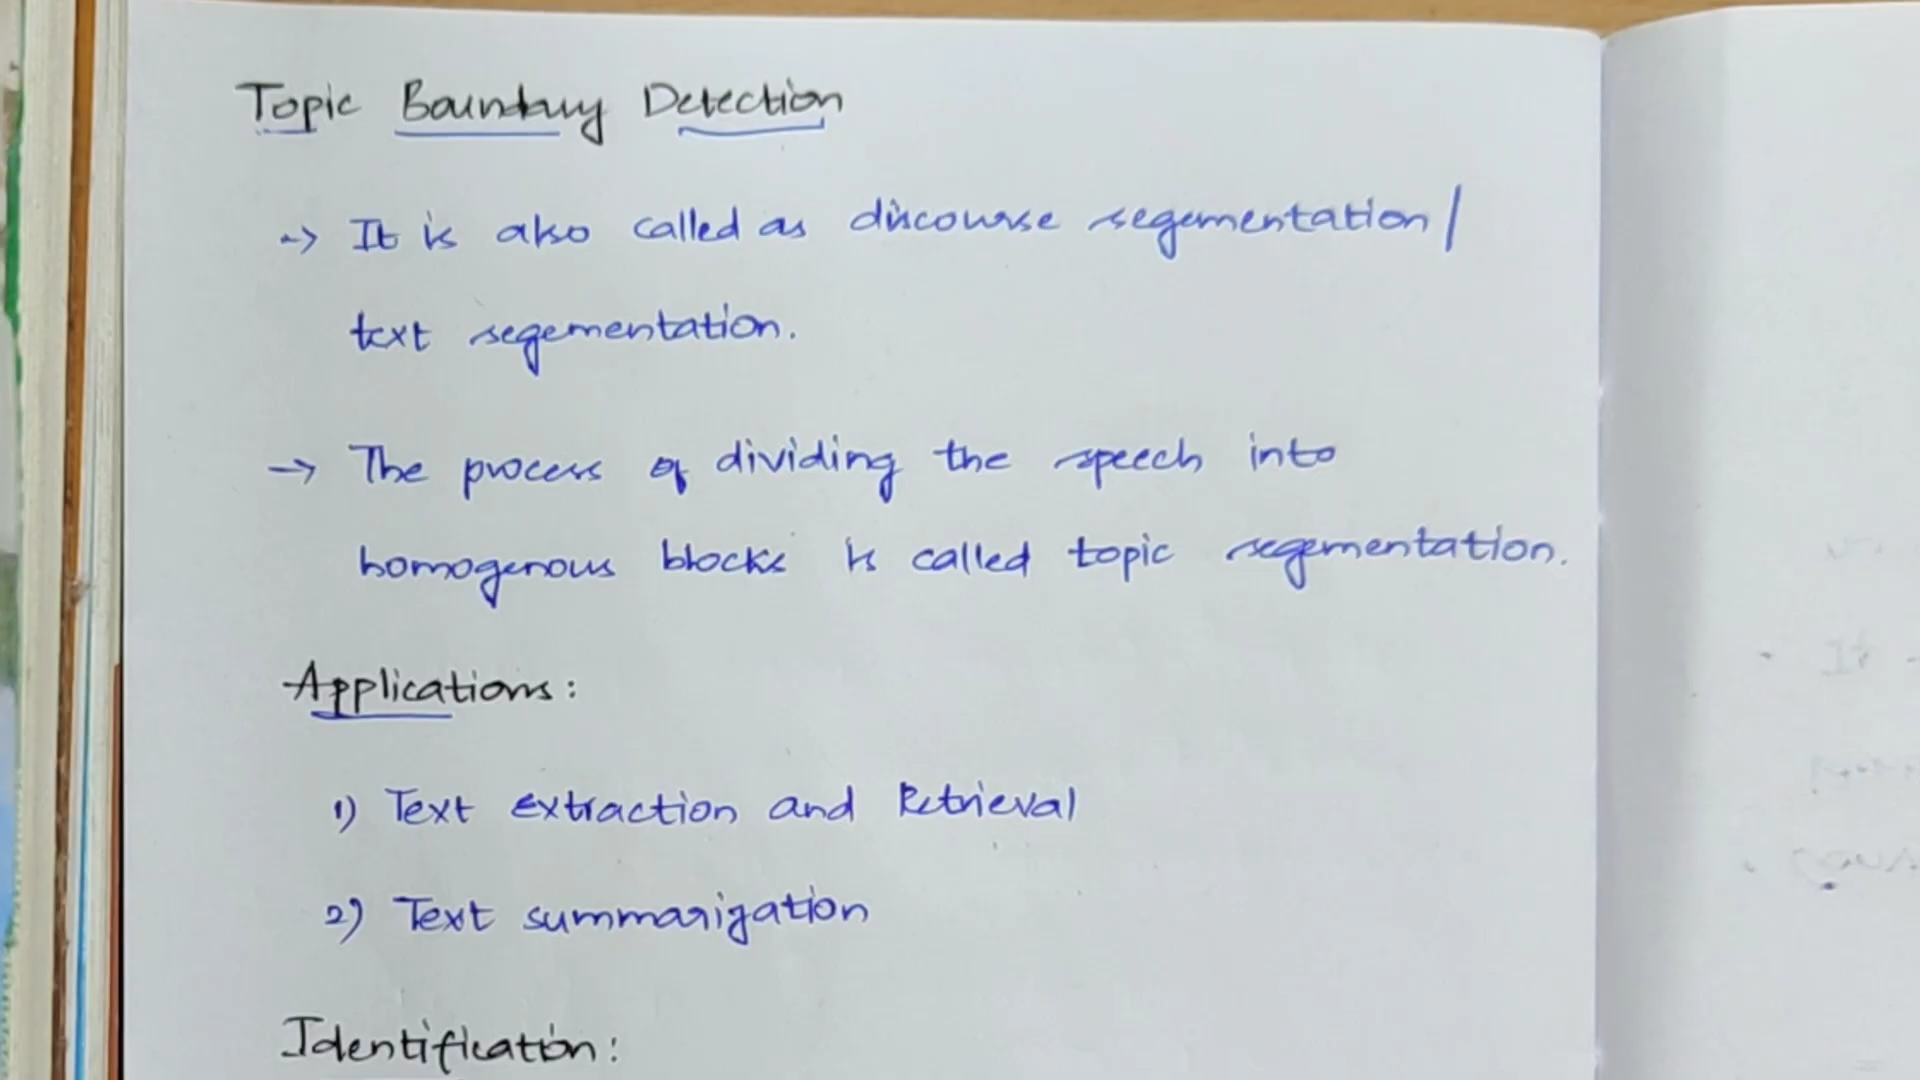 Topic Boundary Detection
-> It is also called as discourse segementation/
text segementation.
-> The process of dividing the speech into
homogenous blocks is called topic segementation.
Applications:
1) Text Extraction and Retrieval
2) Text summarization
Identification:
It